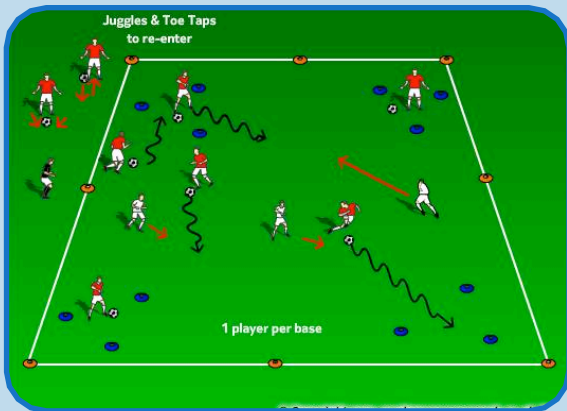 Juggles & Toe Taps
to re-enter
1 player per base